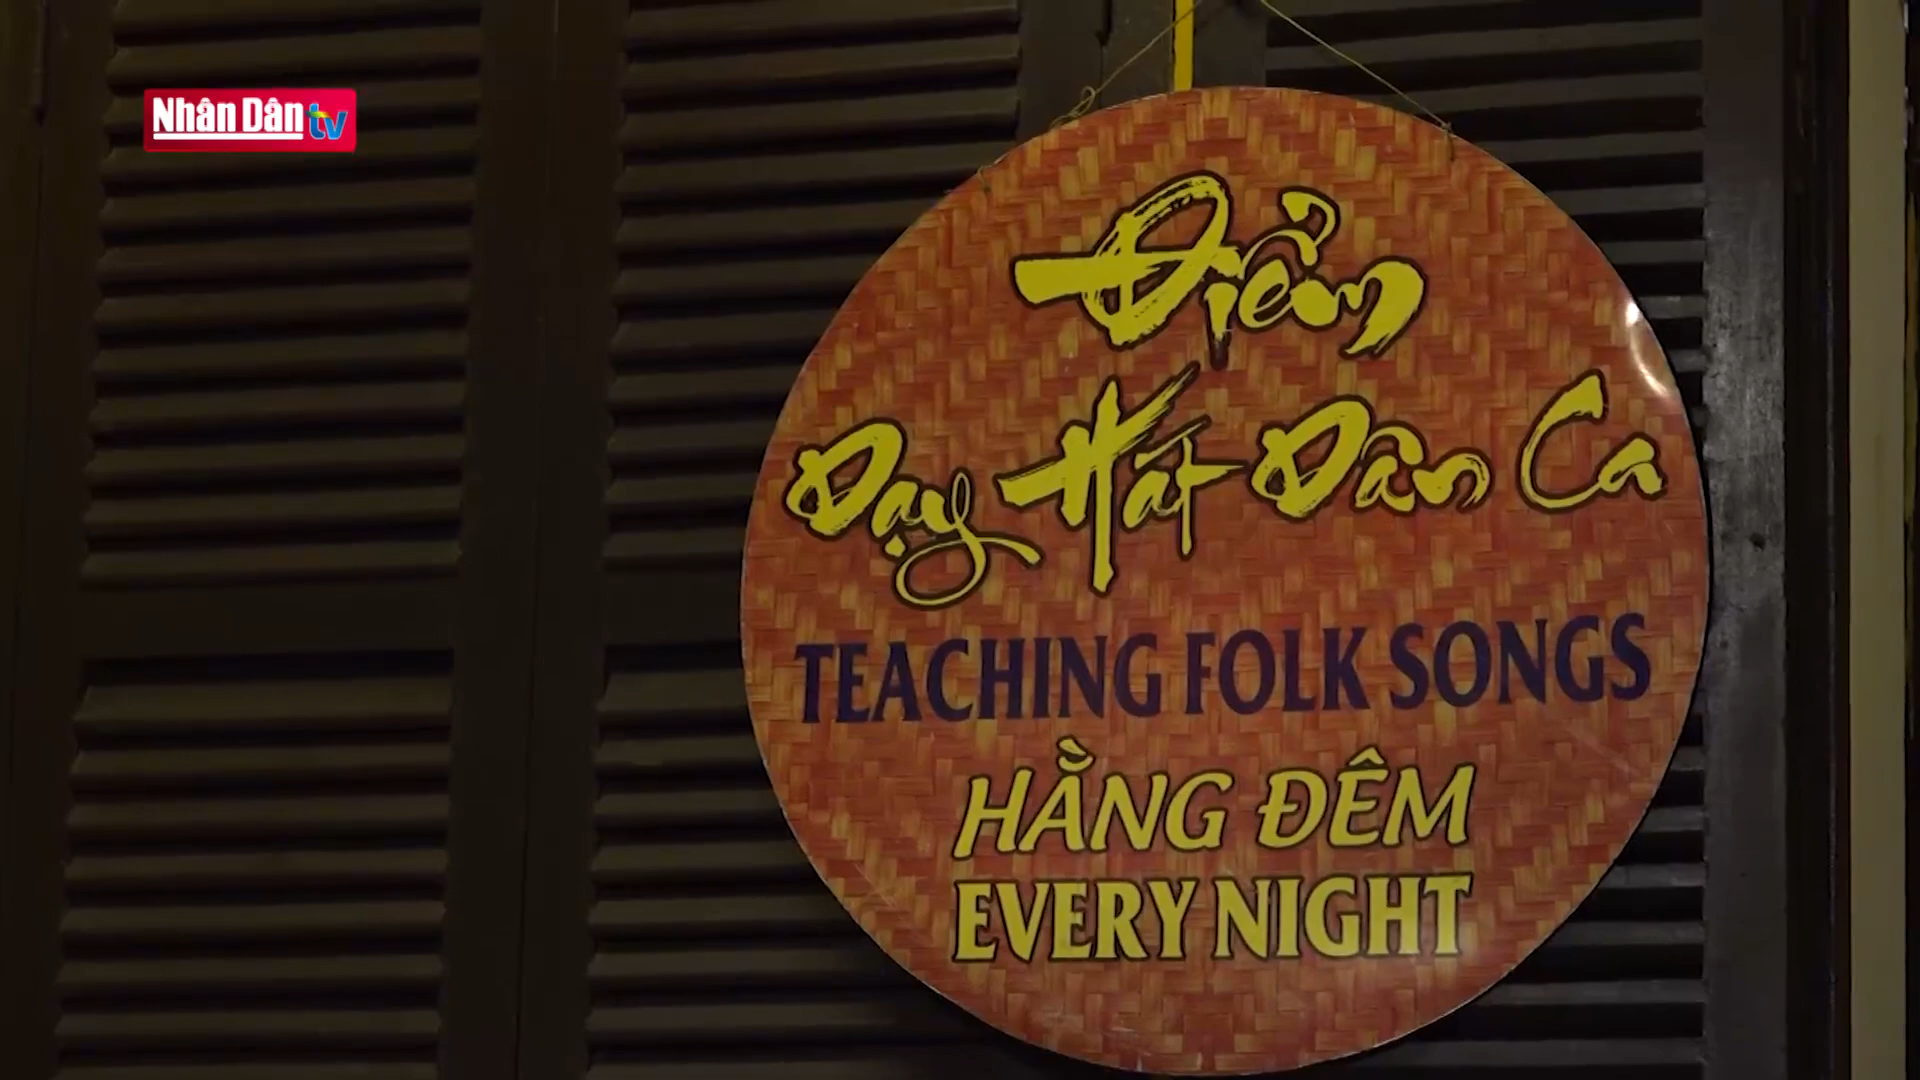 Nhân Dân tv
Điểm
Dạy Hát Dân Ca
TEACHING FOLK SONGS
HẰNG ĐÊM
EVERY NIGHT